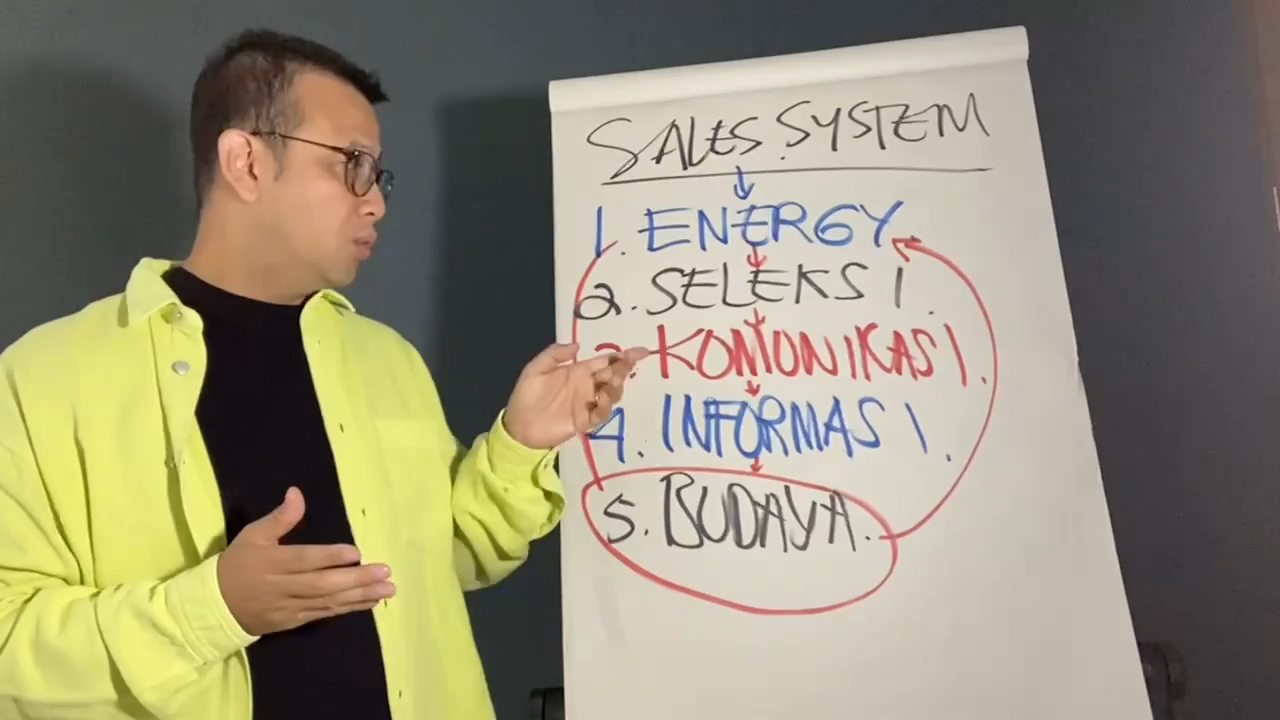 SALES SYSTEM
1. ENERGY
2. SELEKSI.
3. KOMUNIKASI.
4. INFORMASI.
5. BUDAYA.